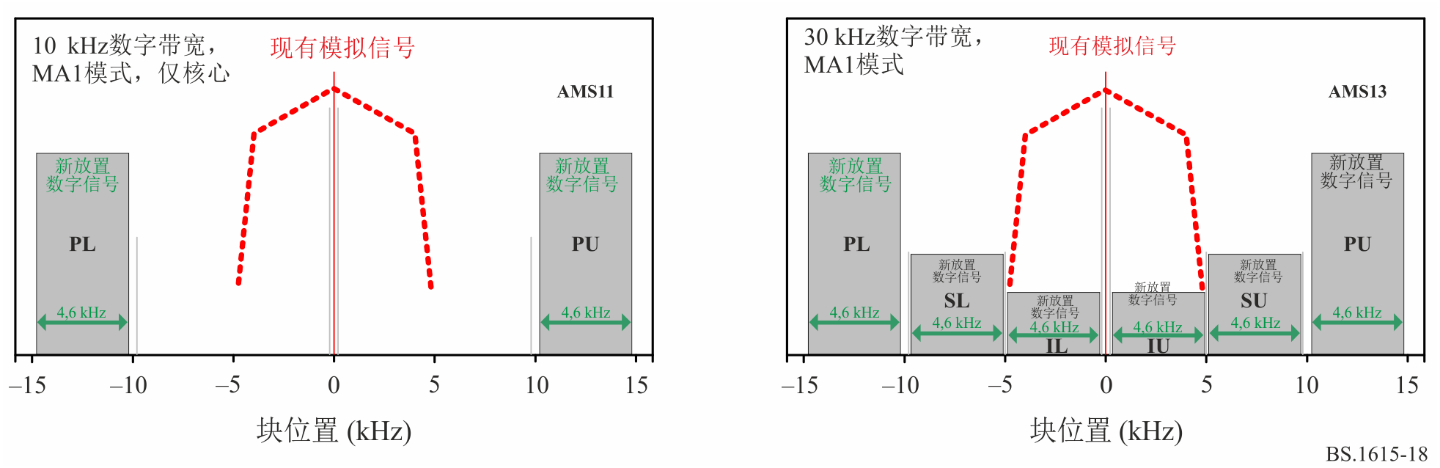 10 kHz数字带宽，
MA1模式，仅核心
现有模拟信号
AMS11
新放置
数字信号
PL
4,6 kHz
新放置
数字信号
PU
4,6 kHz
–15 –10 –5 0 5 10 15
块位置 (kHz)
30 kHz数字带宽，
MA1模式
现有模拟信号
AMS13
新放置
数字信号
PL
4,6 kHz
新放置
数字信号
SL
4,6 kHz
新放置
数字信号
4,6 kHz
IL
新放置
数字信号
4,6 kHz
IU
新放置
数字信号
SU
4,6 kHz
新放置
数字信号
PU
4,6 kHz
–15 –10 –5 0 5 10 15
块位置 (kHz)
BS.1615-18